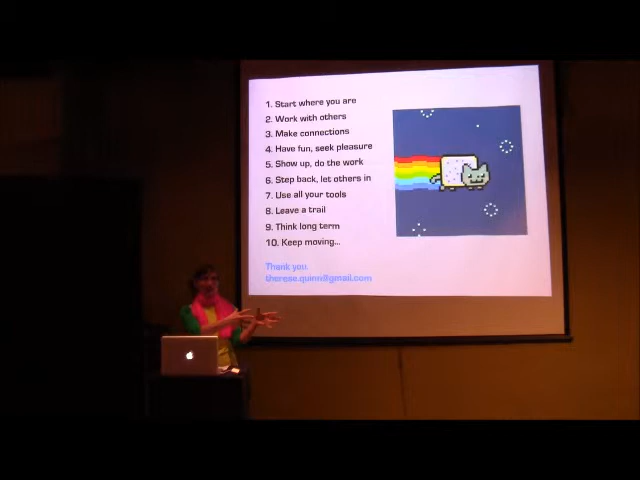 1. Start where you are
2. Work with others
3. Make connections
4. Have fun, seek pleasure
5. Show up, do the work
6. Step back, let others in
7. Use all your tools
8. Leave a trail
9. Think long term
10. Keep moving...
Thank you.
therese.quinn@gmail.com